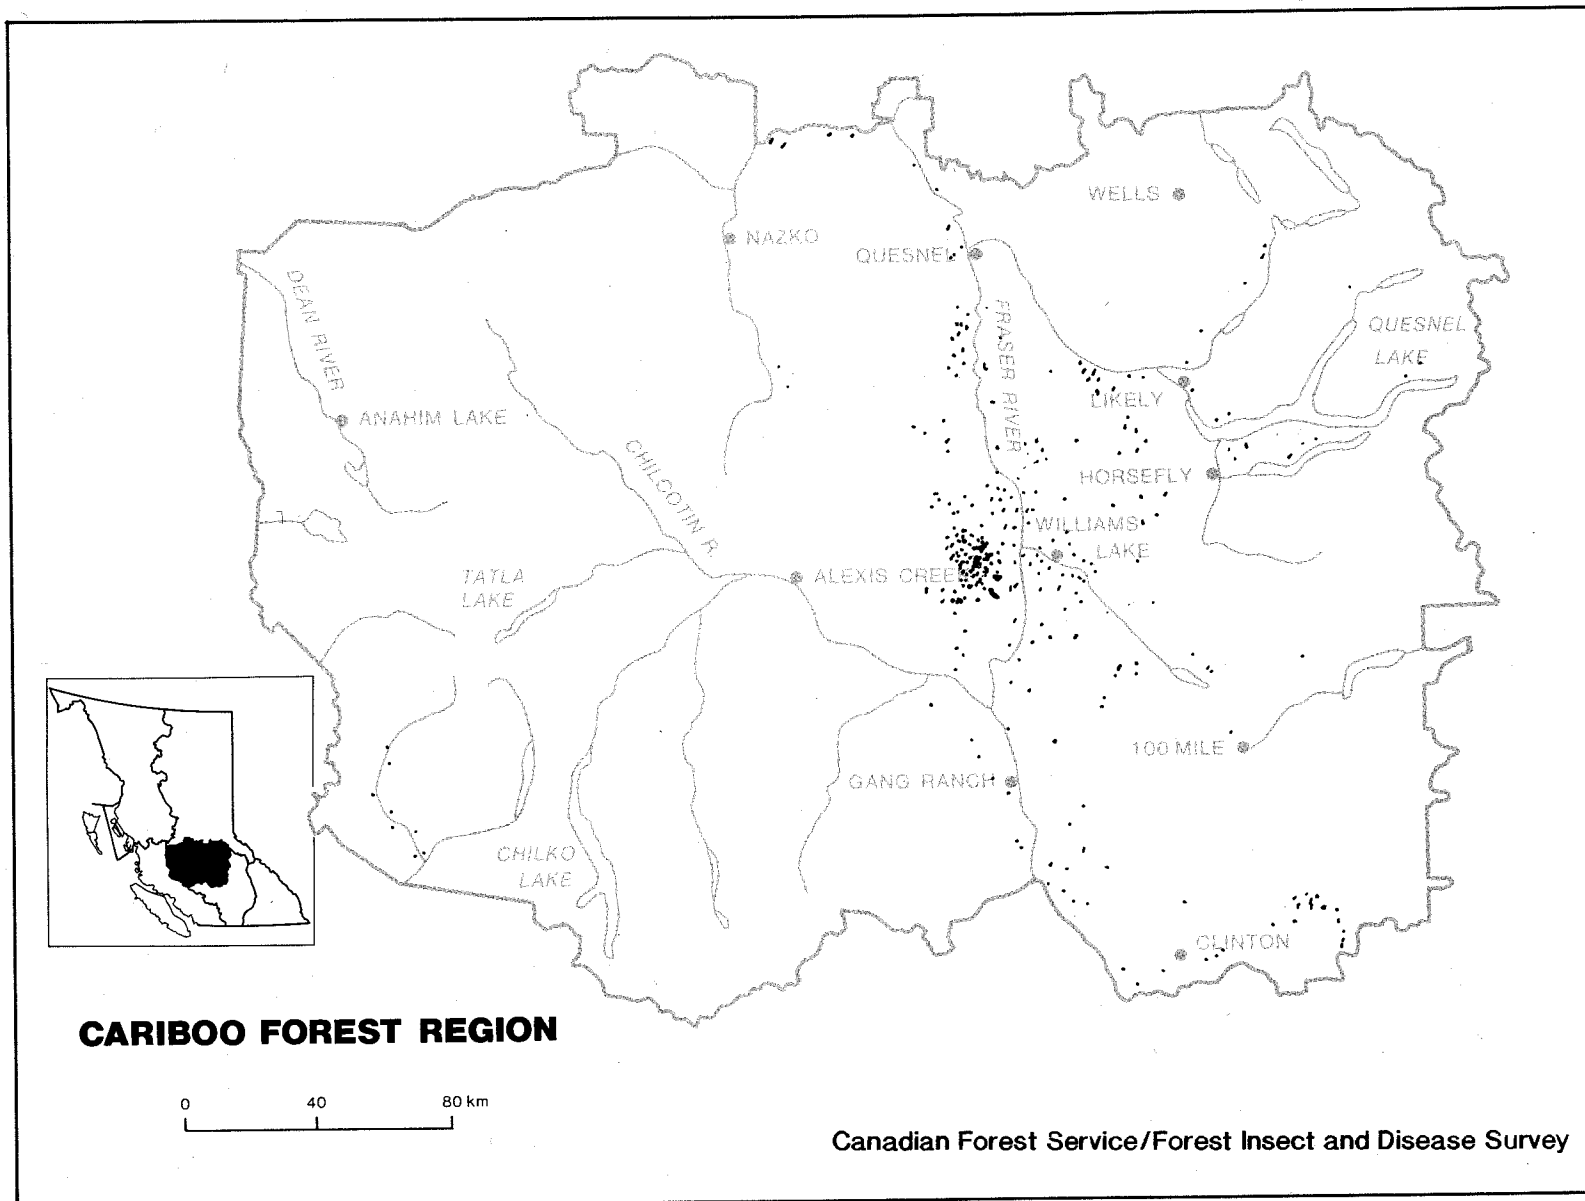 WELLS
NAZKO
QUESNEL
DEAN RIVER
FRASER RIVER
QUESNEL
LAKE
LIKELY
ANAHIM LAKE
CHILCOTIN R.
HORSEFLY
WILLIAMS
LAKE
TATLA
LAKE
ALEXIS CREEK
100 MILE
GANG RANCH
CHILKO
LAKE
CLINTON
CARIBOO FOREST REGION
0 40 80 km
Canadian Forest Service/Forest Insect and Disease Survey